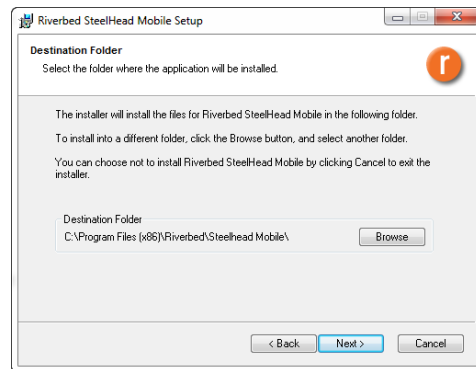 Riverbed SteelHead Mobile Setup
Destination Folder
Select the folder where the application will be installed.
r
The installer will install the files for Riverbed SteelHead Mobile in the following folder.
To install into a different folder, click the Browse button, and select another folder.
You can choose not to install Riverbed SteelHead Mobile by clicking Cancel to exit the
installer.
Destination Folder
C:\Program Files (x86)\Riverbed\Steelhead Mobile\
Browse
< Back
Next >
Cancel